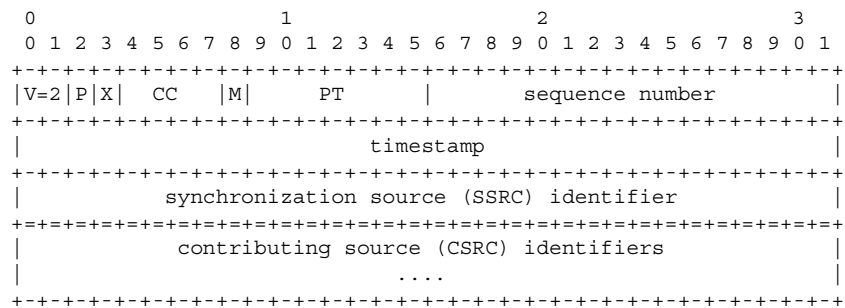 0                   1                   2                   3
 0 1 2 3 4 5 6 7 8 9 0 1 2 3 4 5 6 7 8 9 0 1 2 3 4 5 6 7 8 9 0 1
+-+-+-+-+-+-+-+-+-+-+-+-+-+-+-+-+-+-+-+-+-+-+-+-+-+-+-+-+-+-+-+-+
|V=2|P|X|  CC   |M|     PT      |       sequence number         |
+-+-+-+-+-+-+-+-+-+-+-+-+-+-+-+-+-+-+-+-+-+-+-+-+-+-+-+-+-+-+-+-+
|                           timestamp                           |
+-+-+-+-+-+-+-+-+-+-+-+-+-+-+-+-+-+-+-+-+-+-+-+-+-+-+-+-+-+-+-+-+
|           synchronization source (SSRC) identifier            |
+=+=+=+=+=+=+=+=+=+=+=+=+=+=+=+=+=+=+=+=+=+=+=+=+=+=+=+=+=+=+=+=+
|            contributing source (CSRC) identifiers             |
|                             ....                              |
+-+-+-+-+-+-+-+-+-+-+-+-+-+-+-+-+-+-+-+-+-+-+-+-+-+-+-+-+-+-+-+-+